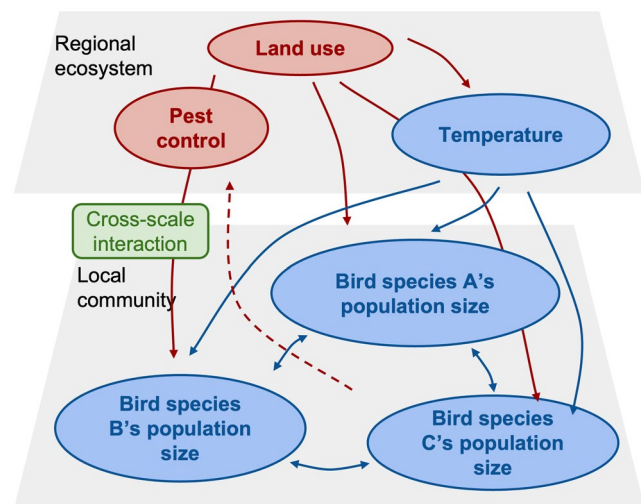 Regional
ecosystem
Land use
Pest
control
Temperature
Cross-scale
interaction
Local
community
Bird species A's
population size
Bird species
B's population
size
Bird species
C's population
size